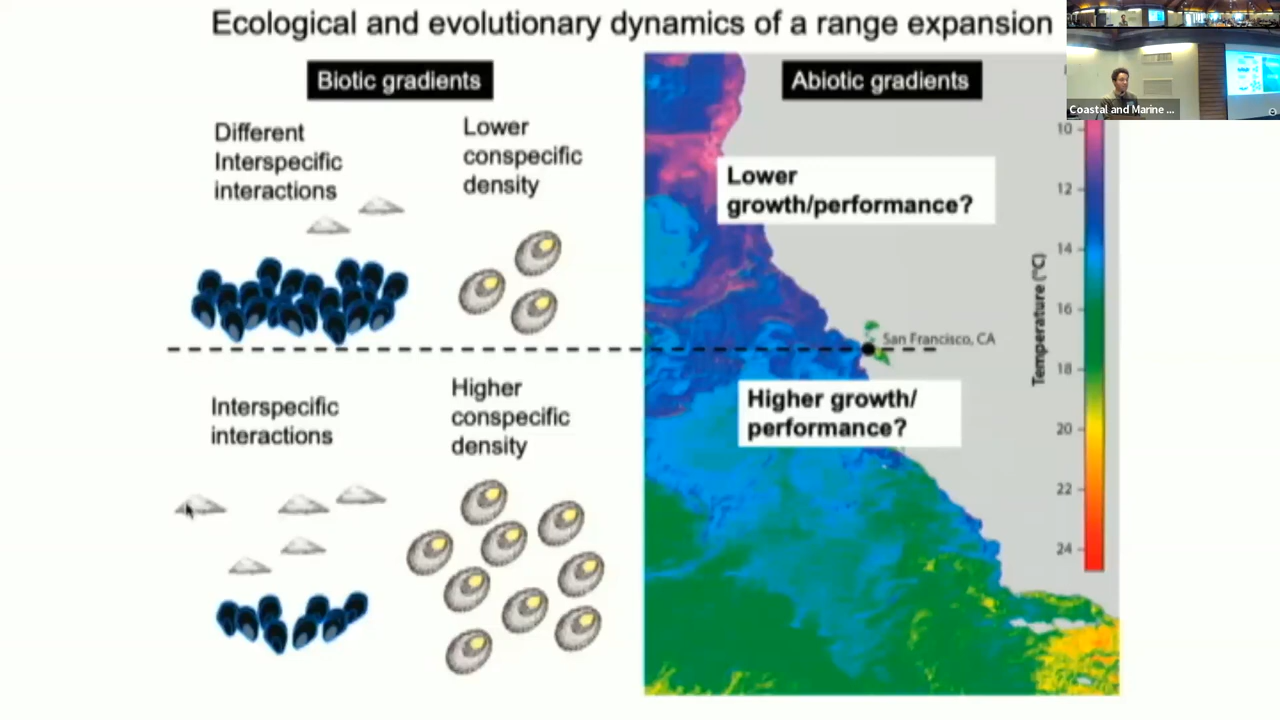 Ecological and evolutionary dynamics of a range expansion
Biotic gradients
Abiotic gradients
Coastal and Marine ...
Different
Interspecific
interactions
Lower
conspecific
density
Lower
growth/performance?
San Francisco, CA
Interspecific
interactions
Higher
conspecific
density
Higher growth/
performance?
Temperature (°C)
10
12
14
16
18
20
22
24